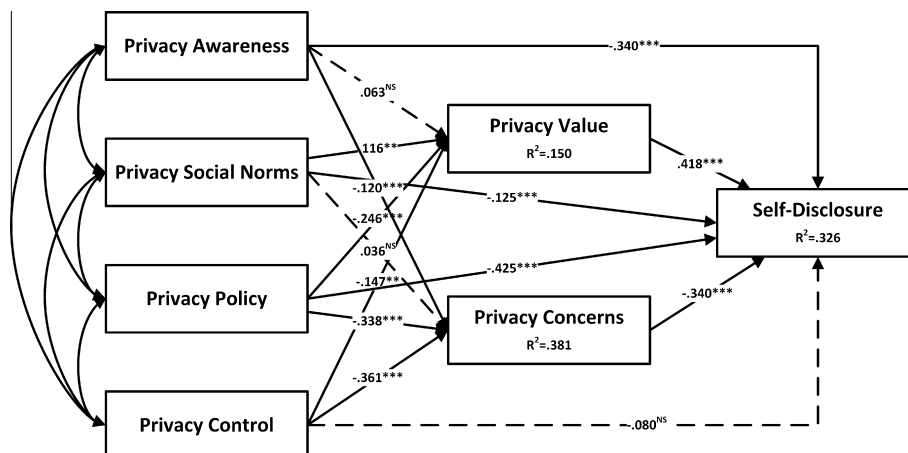 Privacy Awareness
-.340***
.063NS
Privacy Value
R2=.150
.116**
.418***
Privacy Social Norms
-.120***
-.125***
Self-Disclosure
R2=.326
-.246***
.036NS
-.425***
-.147**
Privacy Policy
-.338***
Privacy Concerns
R2=.381
-.340***
-.361***
Privacy Control
-.080NS